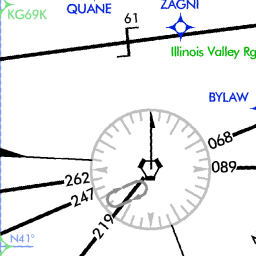 KG69K
QUANE
61
ZAGNI
Illinois Valley Rg
BYLAW
068
089
262
247
219
N41°